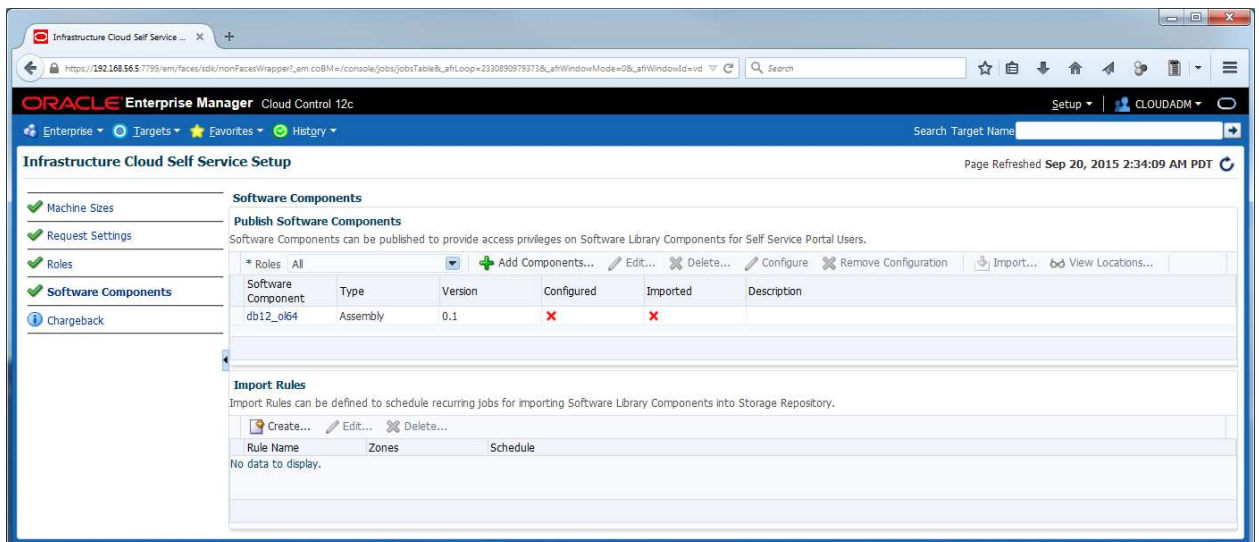 Infrastructure Cloud Self Service ...
https://192.168.56.5:7799/em/faces/sdk/nonFacesWrapper?_em.coBM=/console/jobs/jobsTable&_afrLoop=2330890979373&_afrWindowMode=0&_afrWindowId=vd
Search
ORACLE Enterprise Manager Cloud Control 12c
Setup
CLOUDADM
Enterprise Targets Favorites History
Search Target Name
Infrastructure Cloud Self Service Setup
Page Refreshed Sep 20, 2015 2:34:09 AM PDT
Machine Sizes
Request Settings
Roles
Software Components
Chargeback
Software Components
Publish Software Components
Software Components can be published to provide access privileges on Software Library Components for Self Service Portal Users.
* Roles All Add Components... Edit... Delete... Configure Remove Configuration Import... View Locations...
Software Component Type Version Configured Imported Description
db12_ol64 Assembly 0.1
Import Rules
Import Rules can be defined to schedule recurring jobs for importing Software Library Components into Storage Repository.
Create... Edit... Delete...
Rule Name Zones Schedule
No data to display.